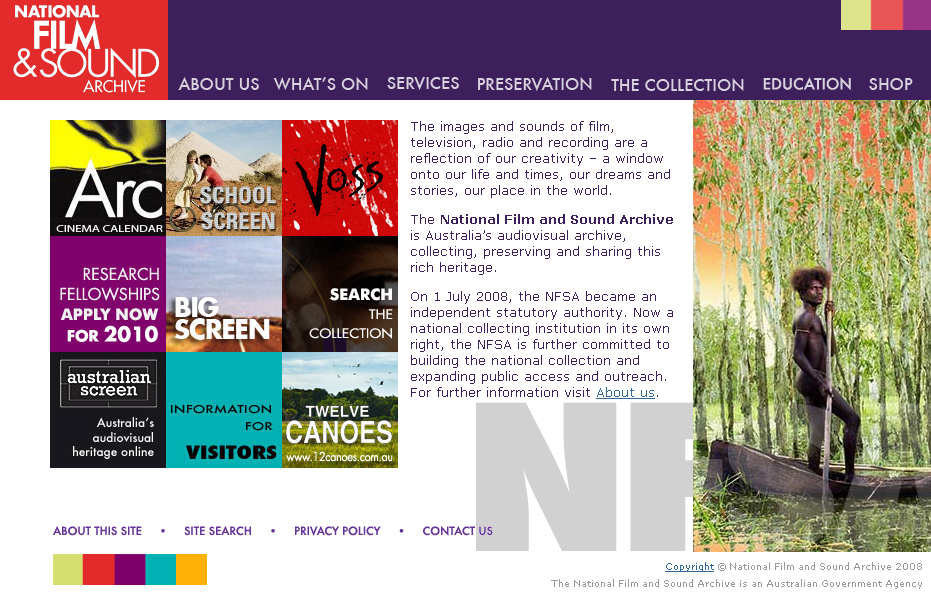 NATIONAL
FILM
&SOUND
ARCHIVE
ABOUT US WHAT'S ON SERVICES PRESERVATION THE COLLECTION EDUCATION SHOP
Arc
CINEMA CALENDAR
SCHOOL
SCREEN
Voss
RESEARCH
FELLOWSHIPS
APPLY NOW
FOR 2010
BIG
SCREEN
SEARCH
THE
COLLECTION
australian
screen
Australia's
audiovisual
heritage online
INFORMATION
FOR
VISITORS
TWELVE
CANOES
www.12canoes.com.au
The images and sounds of film,
television, radio and recording are a
reflection of our creativity – a window
onto our life and times, our dreams and
stories, our place in the world.
The National Film and Sound Archive
is Australia's audiovisual archive,
collecting, preserving and sharing this
rich heritage.
On 1 July 2008, the NFSA became an
independent statutory authority. Now a
national collecting institution in its own
right, the NFSA is further committed to
building the national collection and
expanding public access and outreach.
For further information visit About us.
NFSA
ABOUT THIS SITE • SITE SEARCH • PRIVACY POLICY • CONTACT US
Copyright © National Film and Sound Archive 2008
The National Film and Sound Archive is an Australian Government Agency